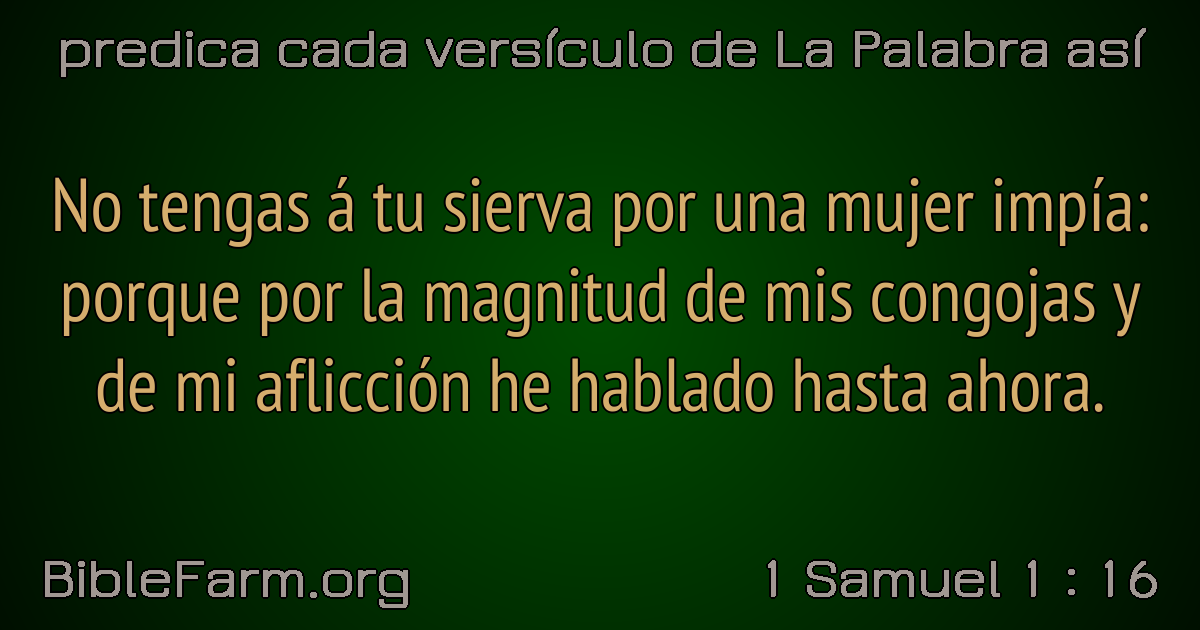 predica cada versículo de La Palabra así
No tengas á tu sierva por una mujer impía:
porque por la magnitud de mis congojas y
de mi aflicción he hablado hasta ahora.
BibleFarm.org
1 Samuel 1 : 16